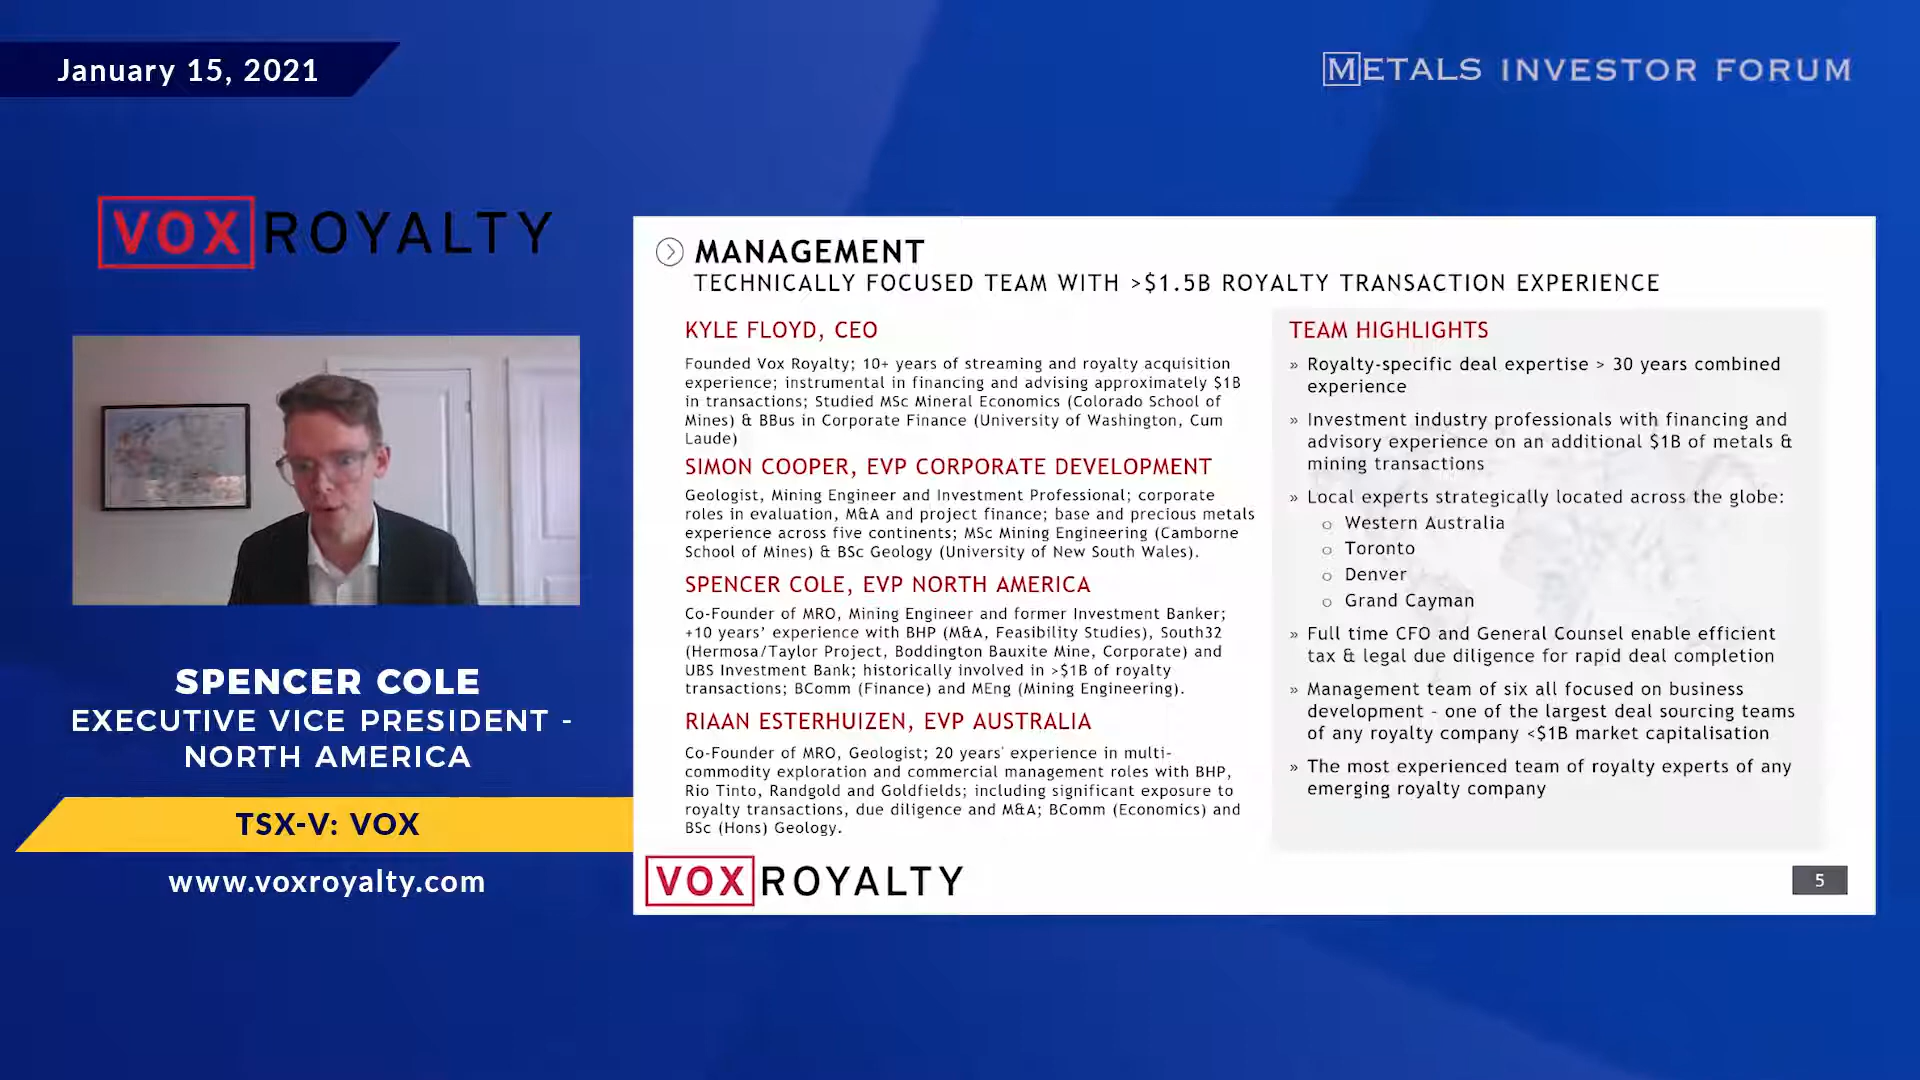 January 15, 2021
METALS INVESTOR FORUM
VOX ROYALTY
SPENCER COLE
EXECUTIVE VICE PRESIDENT -
NORTH AMERICA
TSX-V: VOX
www.voxroyalty.com
MANAGEMENT
TECHNICALLY FOCUSED TEAM WITH >$1.5B ROYALTY TRANSACTION EXPERIENCE
KYLE FLOYD, CEO
Founded Vox Royalty; 10+ years of streaming and royalty acquisition
experience; instrumental in financing and advising approximately $1B
in transactions; Studied MSc Mineral Economics (Colorado School of
Mines) & BBus in Corporate Finance (University of Washington, Cum
Laude)
SIMON COOPER, EVP CORPORATE DEVELOPMENT
Geologist, Mining Engineer and Investment Professional; corporate
roles in evaluation, M&A and project finance; base and precious metals
experience across five continents; MSc Mining Engineering (Camborne
School of Mines) & BSc Geology (University of New South Wales).
SPENCER COLE, EVP NORTH AMERICA
Co-Founder of MRO, Mining Engineer and former Investment Banker;
+10 years’ experience with BHP (M&A, Feasibility Studies), South32
(Hermosa/Taylor Project, Boddington Bauxite Mine, Corporate) and
UBS Investment Bank; historically involved in >$1B of royalty
transactions; BComm (Finance) and MEng (Mining Engineering).
RIAAN ESTERHUIZEN, EVP AUSTRALIA
Co-Founder of MRO, Geologist; 20 years' experience in multi-
commodity exploration and commercial management roles with BHP,
Rio Tinto, Randgold and Goldfields; including significant exposure to
royalty transactions, due diligence and M&A; BComm (Economics) and
BSc (Hons) Geology.
TEAM HIGHLIGHTS
» Royalty-specific deal expertise > 30 years combined
experience
» Investment industry professionals with financing and
advisory experience on an additional $1B of metals &
mining transactions
» Local experts strategically located across the globe:
o Western Australia
o Toronto
o Denver
o Grand Cayman
» Full time CFO and General Counsel enable efficient
tax & legal due diligence for rapid deal completion
» Management team of six all focused on business
development – one of the largest deal sourcing teams
of any royalty company <$1B market capitalisation
» The most experienced team of royalty experts of any
emerging royalty company
VOX ROYALTY
5